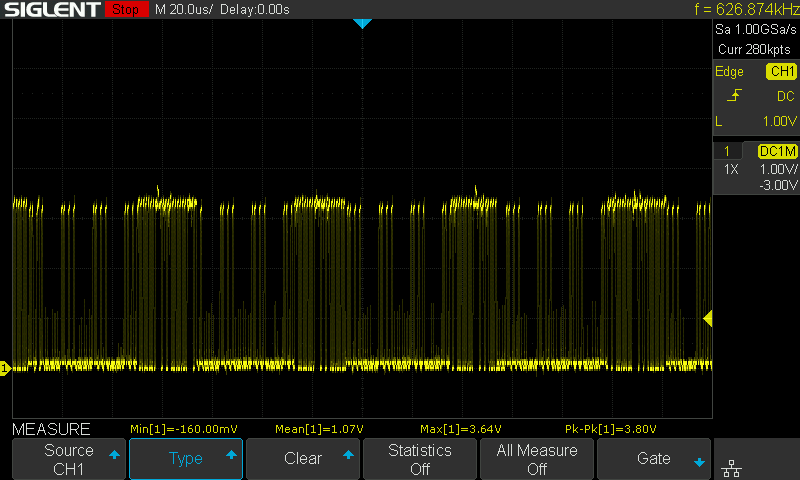 SIGLENT Stop M 20.0us/ Delay:0.00s f = 626.874kHz
Sa 1.00GSa/s
Curr 280kpts
Edge CH1
DC
L 1.00V
1 DC1M
1X 1.00V/
-3.00V
1
MEASURE Min[1]=-160.00mV Mean[1]=1.07V Max[1]=3.64V Pk-Pk[1]=3.80V
Source Type Clear Statistics All Measure Gate
CH1 Off Off